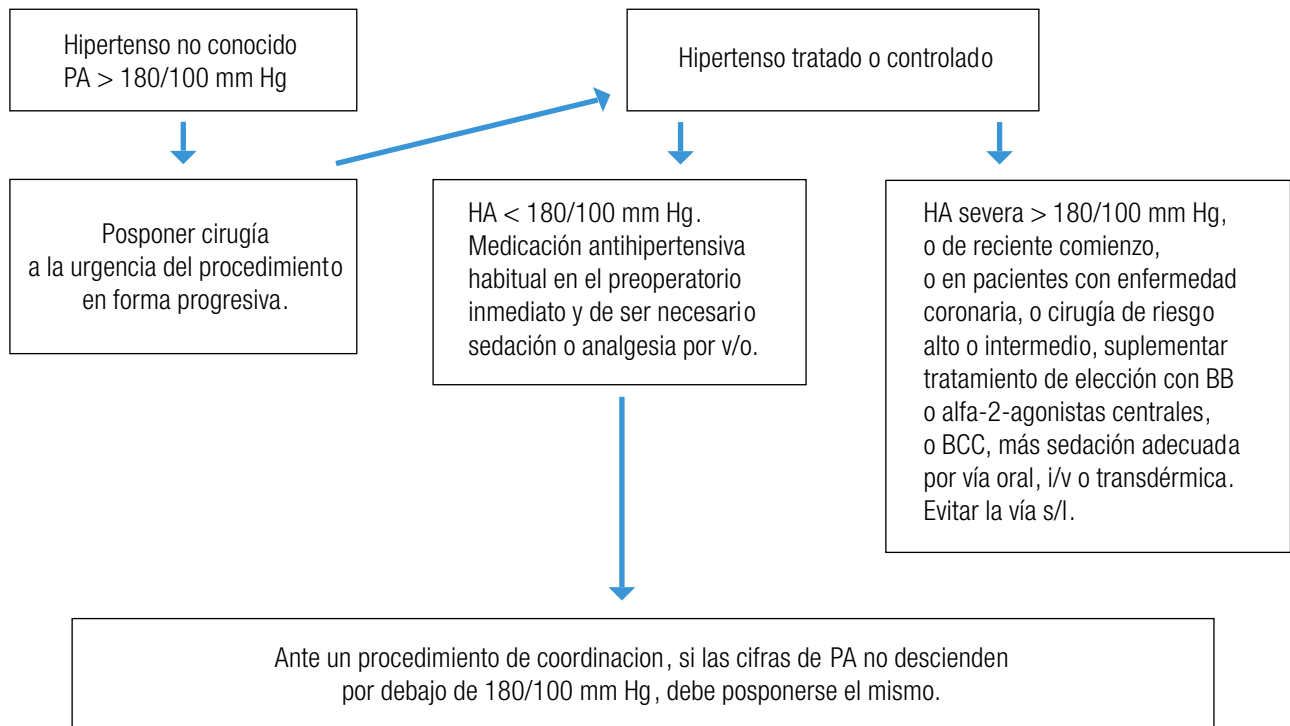 Hipertenso no conocido
PA > 180/100 mm Hg
Hipertenso tratado o controlado
Posponer cirugía
a la urgencia del procedimiento
en forma progresiva.
HA < 180/100 mm Hg.
Medicación antihipertensiva
habitual en el preoperatorio
inmediato y de ser necesario
sedación o analgesia por v/o.
HA severa > 180/100 mm Hg,
o de reciente comienzo,
o en pacientes con enfermedad
coronaria, o cirugía de riesgo
alto o intermedio, suplementar
tratamiento de elección con BB
o alfa-2-agonistas centrales,
o BCC, más sedación adecuada
por vía oral, i/v o transdérmica.
Evitar la vía s/l.
Ante un procedimiento de coordinacion, si las cifras de PA no descienden
por debajo de 180/100 mm Hg, debe posponerse el mismo.